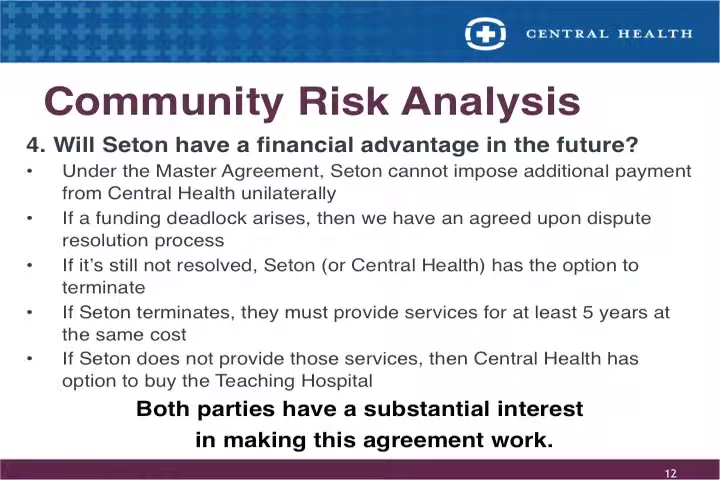 CENTRAL HEALTH
Community Risk Analysis
4. Will Seton have a financial advantage in the future?
• Under the Master Agreement, Seton cannot impose additional payment
from Central Health unilaterally
• If a funding deadlock arises, then we have an agreed upon dispute
resolution process
• If it’s still not resolved, Seton (or Central Health) has the option to
terminate
• If Seton terminates, they must provide services for at least 5 years at
the same cost
• If Seton does not provide those services, then Central Health has
option to buy the Teaching Hospital
Both parties have a substantial interest
in making this agreement work.
12